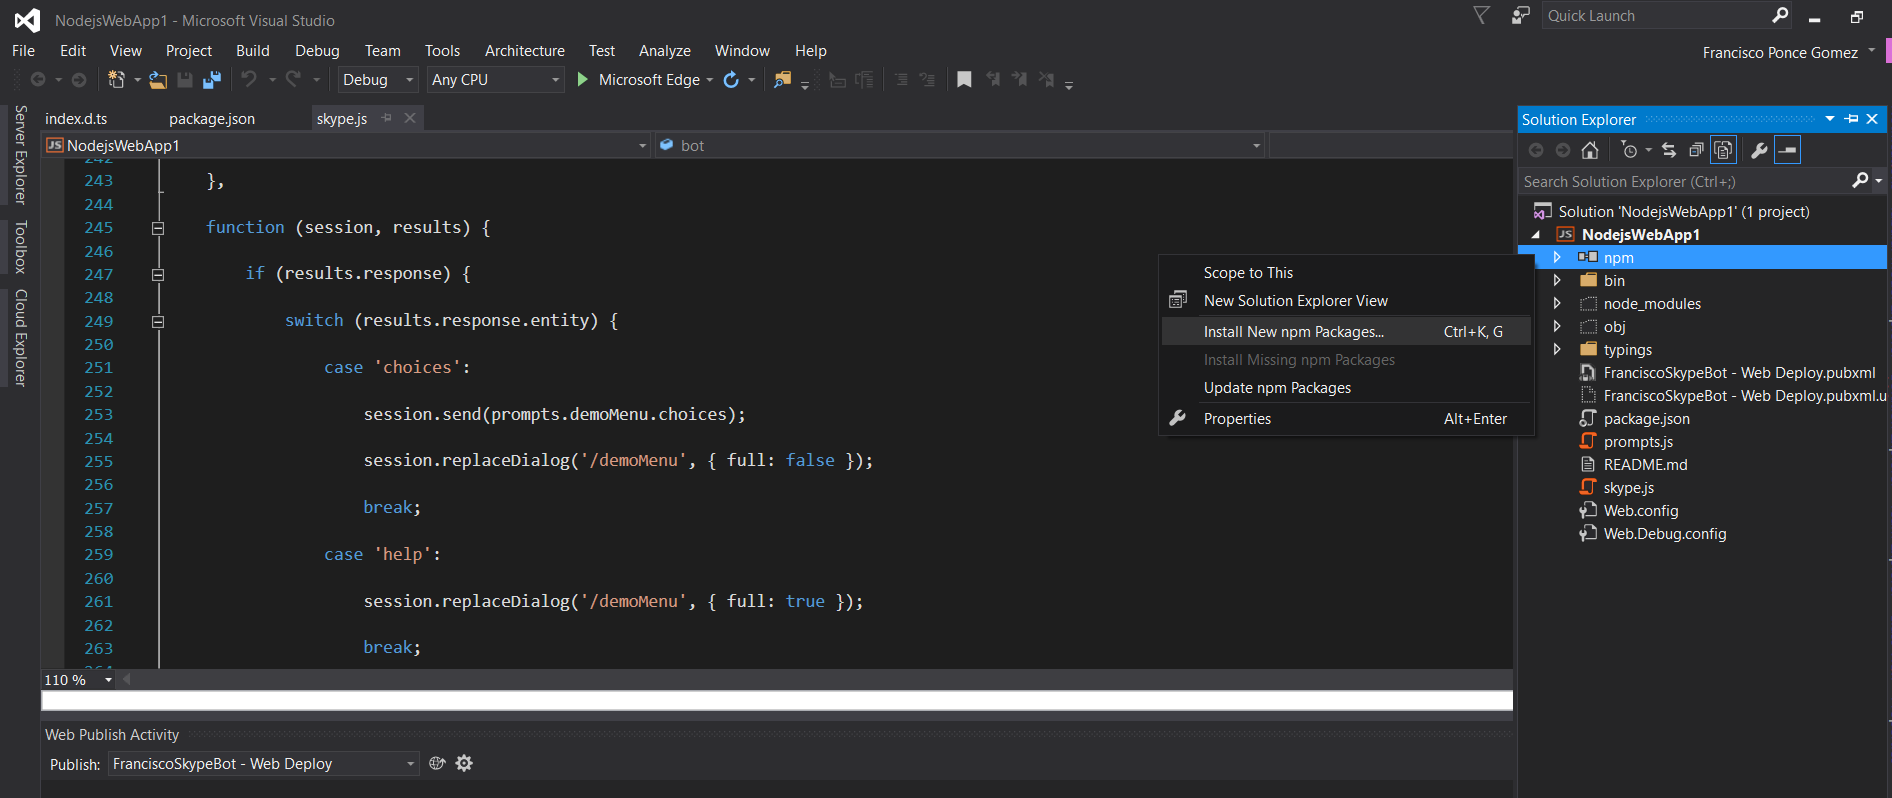 NodejsWebApp1 - Microsoft Visual Studio
Quick Launch
File Edit View Project Build Debug Team Tools Architecture Test Analyze Window Help
Francisco Ponce Gomez
Debug Any CPU Microsoft Edge
Server Explorer
Toolbox
Cloud Explorer
index.d.ts package.json skype.js
JS NodejsWebApp1 bot
243 },
244
245 function (session, results) {
246
247 if (results.response) {
248
249 switch (results.response.entity) {
250
251 case 'choices':
252
253 session.send(prompts.demoMenu.choices);
254
255 session.replaceDialog('/demoMenu', { full: false });
256
257 break;
258
259 case 'help':
260
261 session.replaceDialog('/demoMenu', { full: true });
262
263 break;
110 %
Web Publish Activity
Publish: FranciscoSkypeBot - Web Deploy
Scope to This
New Solution Explorer View
Install New npm Packages... Ctrl+K, G
Install Missing npm Packages
Update npm Packages
Properties Alt+Enter
Solution Explorer
Search Solution Explorer (Ctrl+;)
Solution 'NodejsWebApp1' (1 project)
JS NodejsWebApp1
npm
bin
node_modules
obj
typings
FranciscoSkypeBot - Web Deploy.pubxml
FranciscoSkypeBot - Web Deploy.pubxml.u
package.json
prompts.js
README.md
skype.js
Web.config
Web.Debug.config